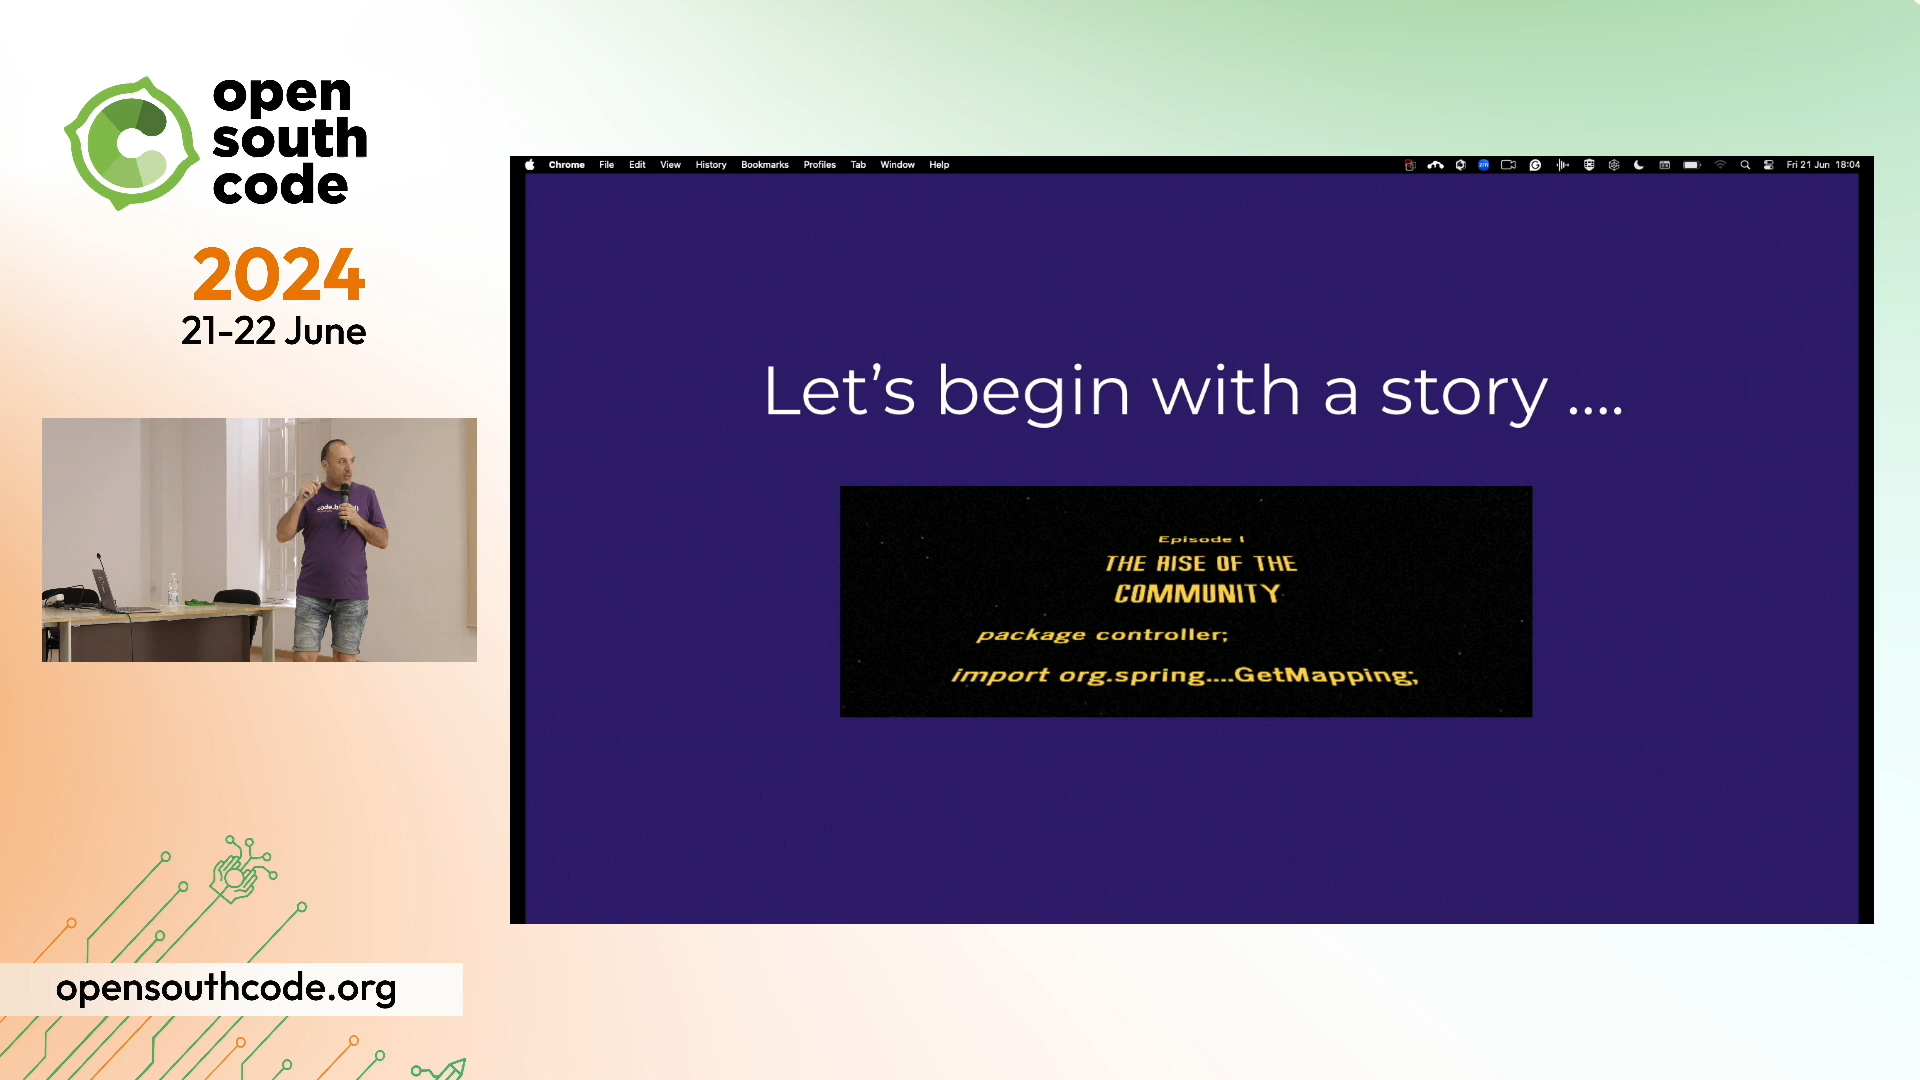 open
south
code
2024
21-22 June
opensouthcode.org
Chrome File Edit View History Bookmarks Profiles Tab Window Help
Fri 21 Jun 18:04
Let's begin with a story ....
Episode I
THE RISE OF THE
COMMUNITY
package controller;
import org.spring....GetMapping;